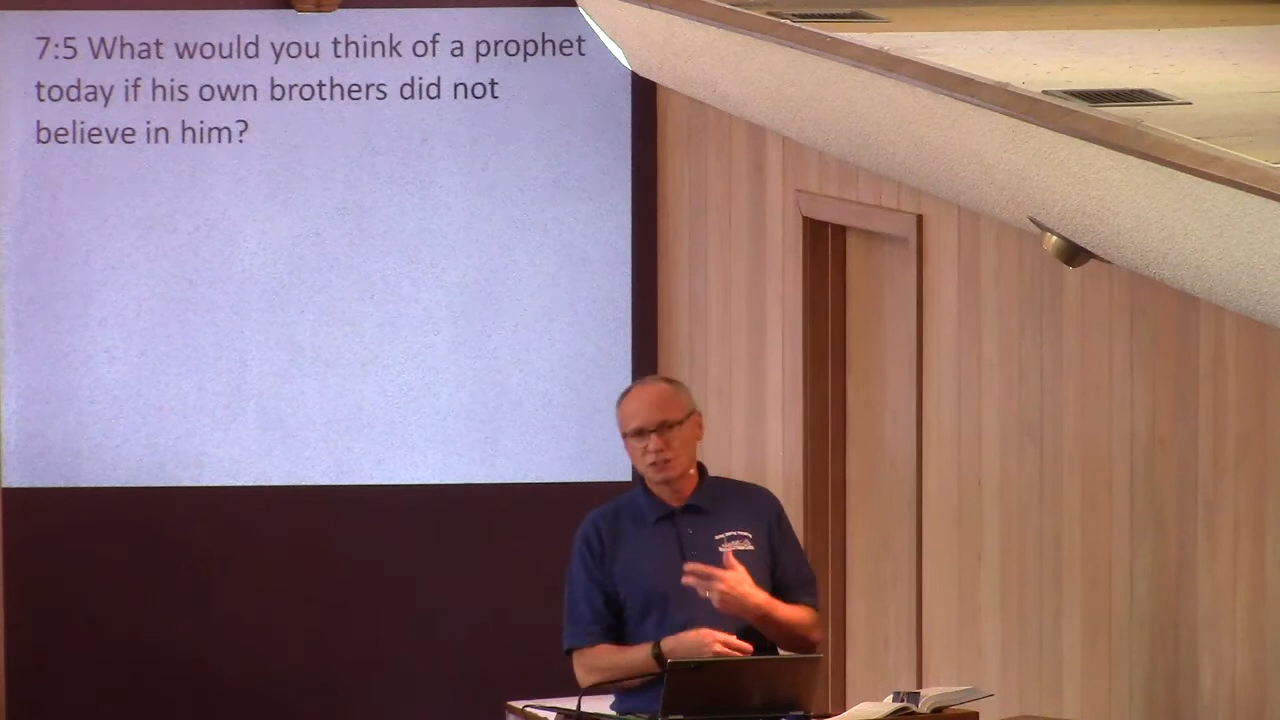 7:5 What would you think of a prophet
today if his own brothers did not
believe in him?